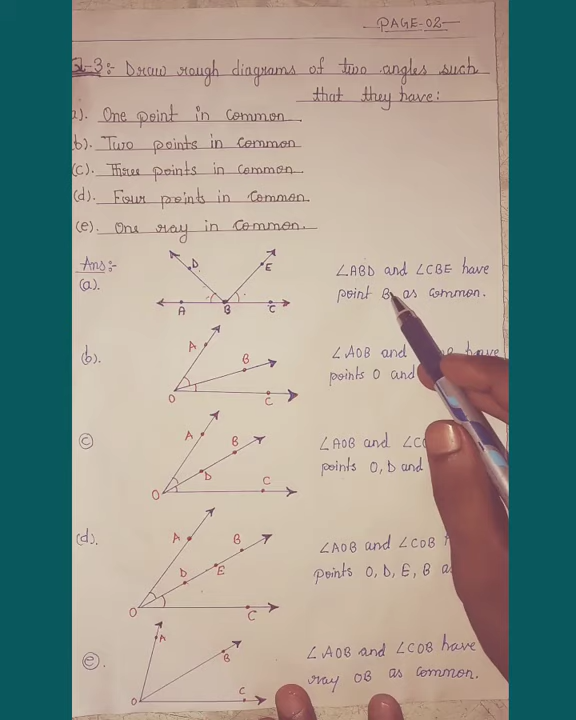 PAGE-02
Q-3:- Draw rough diagrams of two angles such
that they have:
a). One point in common
b). Two points in common
(c). Three points in common
(d). Four points in common
(e). One ray in common.
Ans:-
(a).
D
E
A
B
C
∠ABD and ∠CBE have
point B as common.
(b).
A
B
O
C
∠AOB and have
points O and
(c)
A
B
D
C
O
∠AOB and
points O, D and
(d).
A
B
D
E
O
C
∠AOB and ∠COB
points O, D, E, B
(e).
A
B
O
C
∠AOB and ∠COB have
ray OB as common.